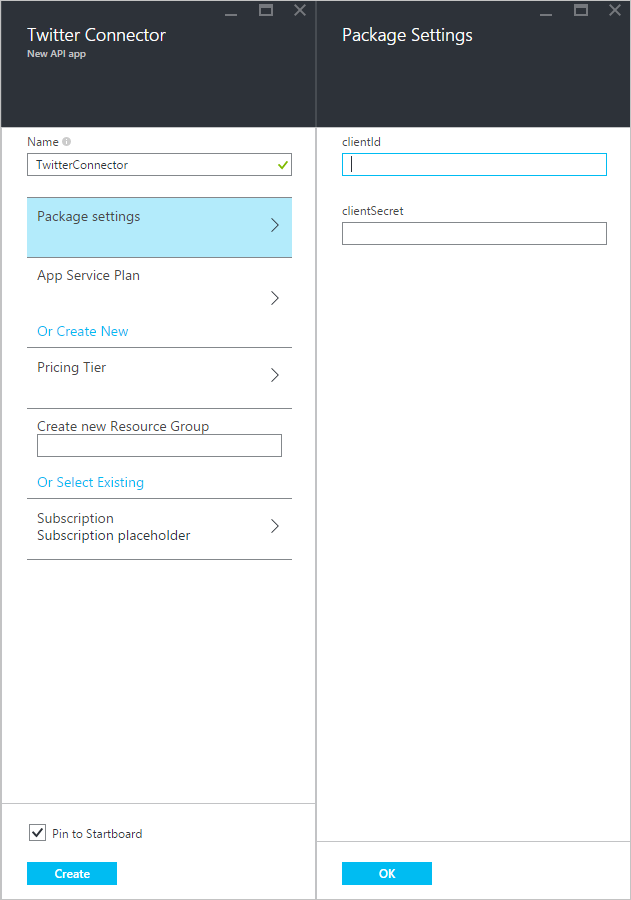 Twitter Connector
New API app
Name
TwitterConnector
Package settings
App Service Plan
Or Create New
Pricing Tier
Create new Resource Group
Or Select Existing
Subscription
Subscription placeholder
Pin to Startboard
Create
Package Settings
clientId
clientSecret
OK